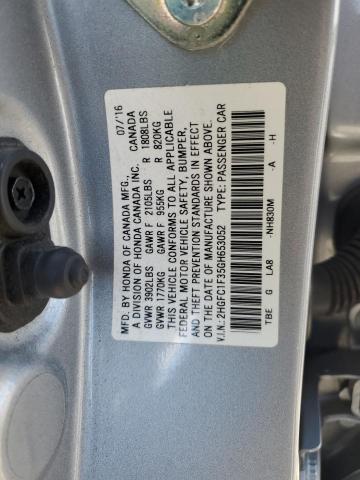 MFD. BY HONDA OF CANADA MFG., 07/16
A DIVISION OF HONDA CANADA INC. CANADA
GVWR 3902LBS GAWR F 2105LBS R 1808LBS
GVWR 1770KG GAWR F 955KG R 820KG
THIS VEHICLE CONFORMS TO ALL APPLICABLE
FEDERAL MOTOR VEHICLE SAFETY, BUMPER,
AND THEFT PREVENTION STANDARDS IN EFFECT
ON THE DATE OF MANUFACTURE SHOWN ABOVE.
V.I.N.: 2HGFC1F35GH653052 TYPE: PASSENGER CAR
TBE G LA8 -NH830M -A -H